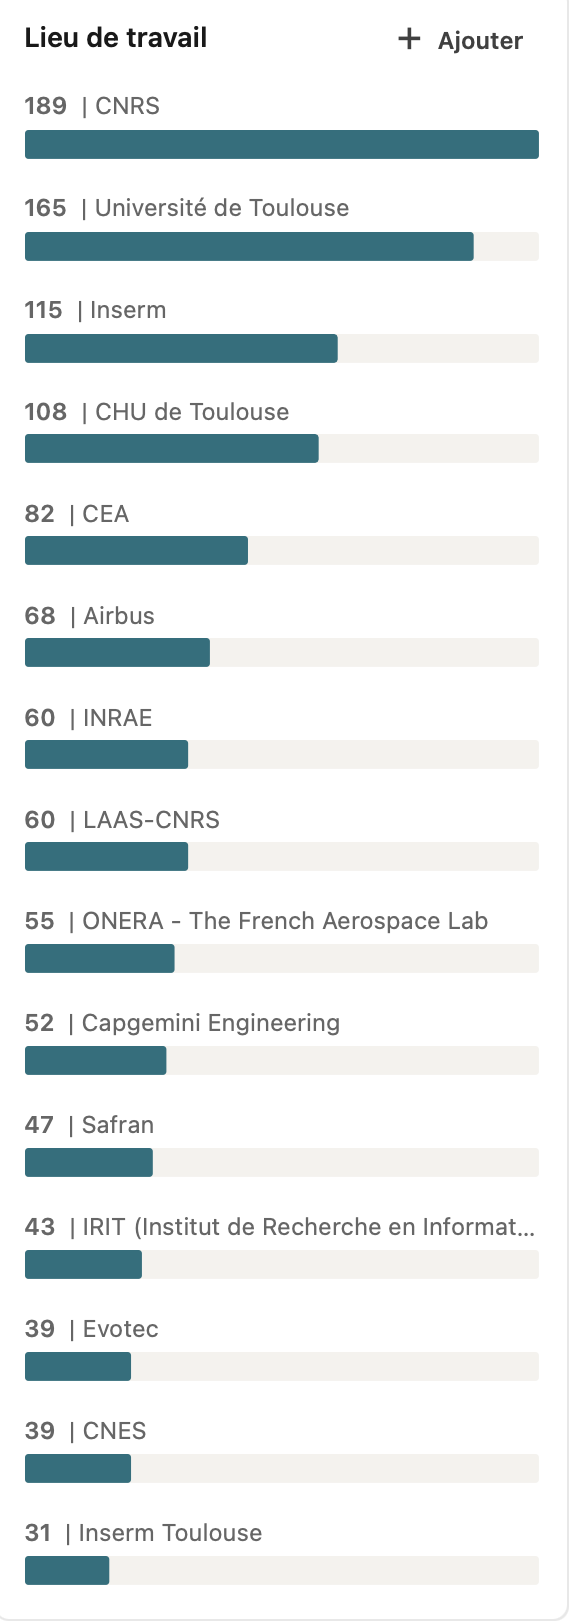 Lieu de travail + Ajouter
189 | CNRS
165 | Université de Toulouse
115 | Inserm
108 | CHU de Toulouse
82 | CEA
68 | Airbus
60 | INRAE
60 | LAAS-CNRS
55 | ONERA - The French Aerospace Lab
52 | Capgemini Engineering
47 | Safran
43 | IRIT (Institut de Recherche en Informat...
39 | Evotec
39 | CNES
31 | Inserm Toulouse